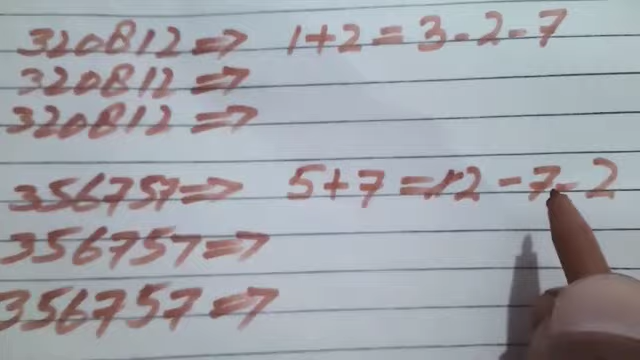 320812 ⇒ 1+2=3-2-7
320812 ⇒
320812 ⇒
356757 ⇒ 5+7=12-7-2
356757 ⇒
356757 ⇒